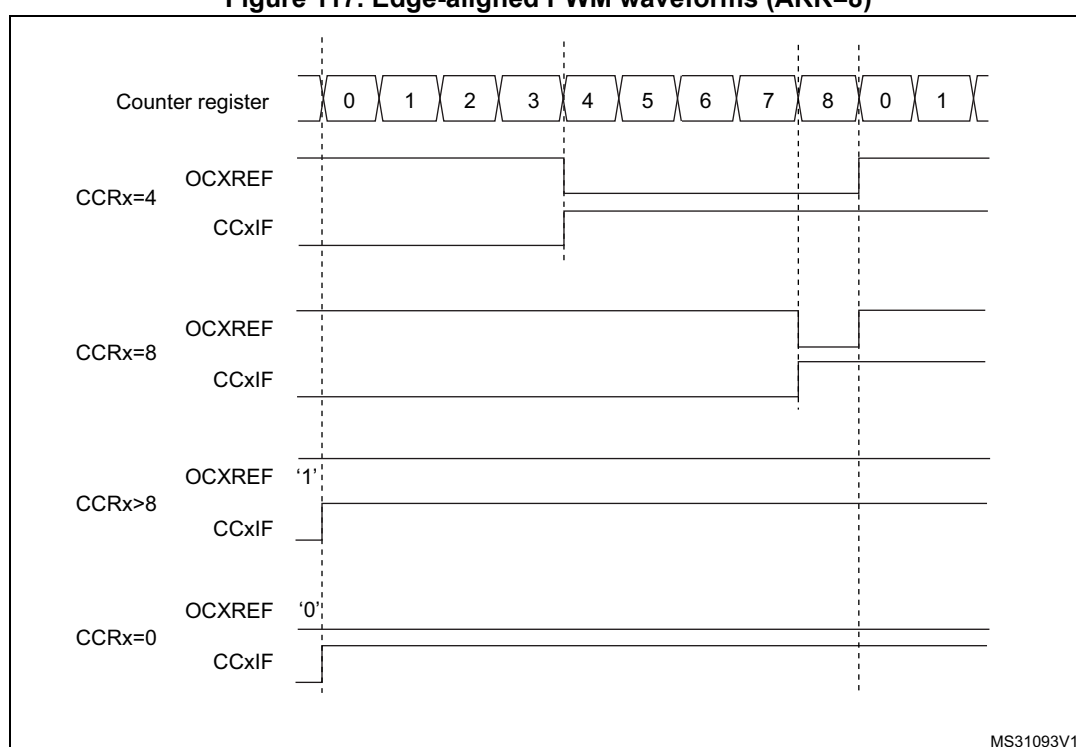 Figure 117. Edge-aligned PWM waveforms (ARR=8)
Counter register 0 1 2 3 4 5 6 7 8 0 1
CCRx=4
OCXREF
CCxIF
CCRx=8
OCXREF
CCxIF
CCRx>8
OCXREF ‘1’
CCxIF
CCRx=0
OCXREF ‘0’
CCxIF
MS31093V1